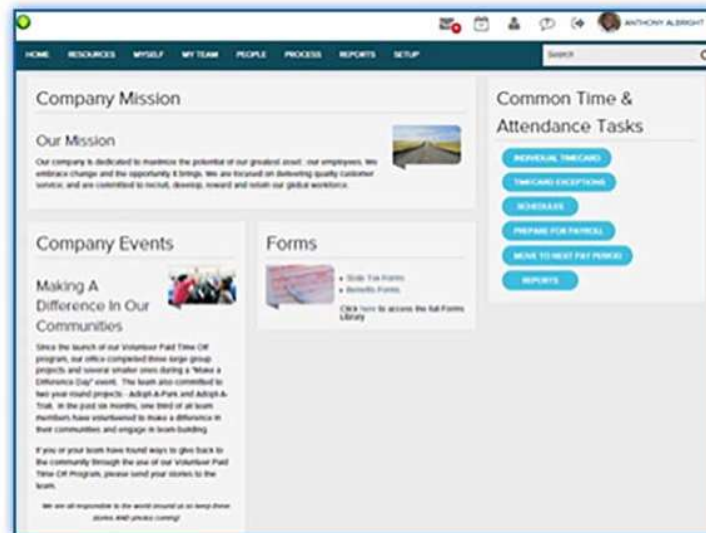 ANTHONY ALBRIGHT
HOME RESOURCES MYSELF MY TEAM PEOPLE PROCESS REPORTS SETUP
Search
Company Mission
Our Mission
Our company is dedicated to maximize the potential of our greatest asset: our employees. We
embrace change and the opportunity it brings. We are focused on delivering quality customer
service, and are committed to recruit, develop, reward and retain our global workforce.
Common Time &
Attendance Tasks
INDIVIDUAL TIMECARD
TIMECARD EXCEPTIONS
SCHEDULES
PREPARE FOR PAYROLL
MOVE TO NEXT PAY PERIOD
REPORTS
Company Events
Making A
Difference In Our
Communities
Since the launch of our Volunteer Paid Time Off
program, our office completed three large group
projects and several smaller ones during a "Make a
Difference Day" event. The team also committed to
two year-round projects - Adopt-A-Park and Adopt-A-
Trail. In the past six months, one third of all team
members have volunteered to make a difference in
their communities and engage in team-building.
If you or your team have found ways to give back to
the community through the use of our Volunteer Paid
Time Off Program, please send your stories to the
team.
We are all responsible to the world around us so keep those
stories AND coming!
Forms
State Tax Forms
Benefits Forms
Click here to access the full Forms
Library